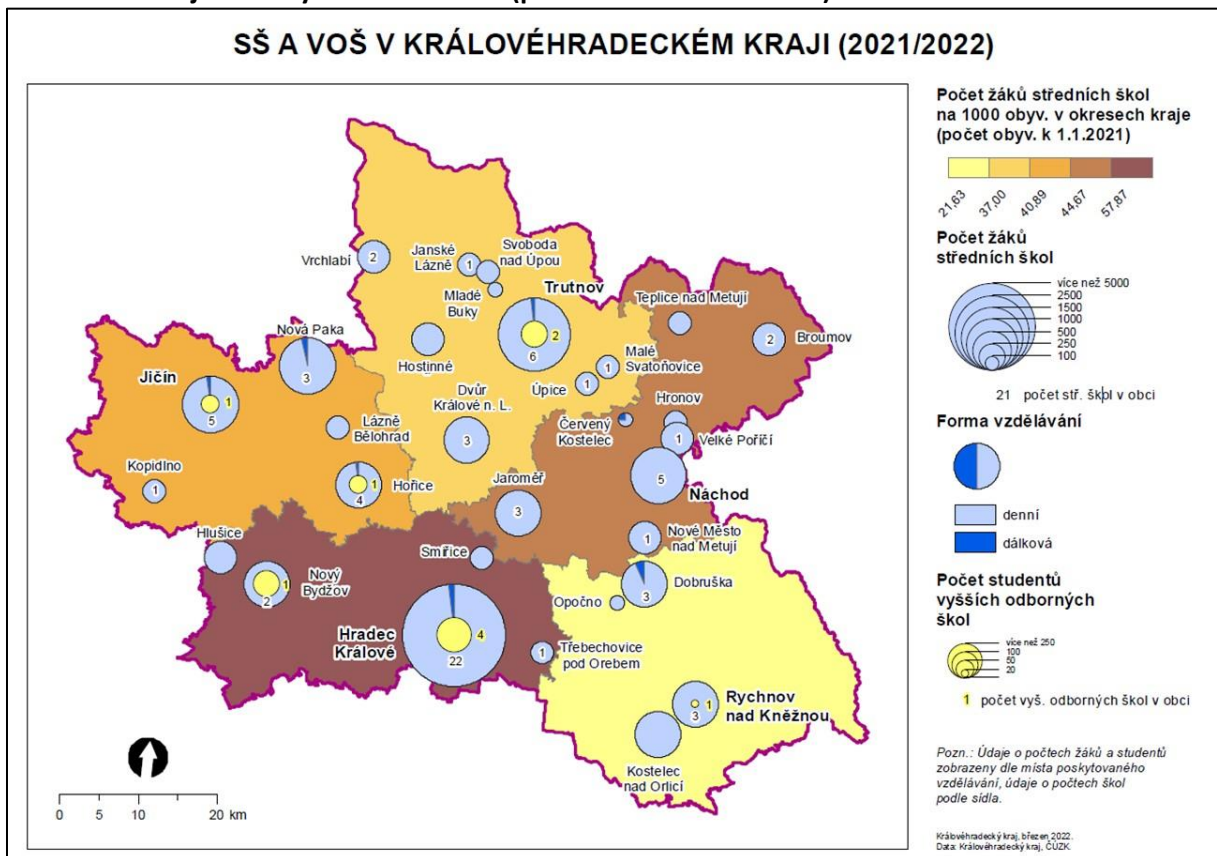 SŠ A VOŠ V KRÁLOVÉHRADECKÉM KRAJI (2021/2022)
Vrchlabí
2
Janské
Lázně
1
Svoboda
nad Úpou
Mladé
Buky
Trutnov
2
6
Teplice nad Metují
Broumov
2
Nová Paka
3
Hostinné
Malé
Svatoňovice
1
Úpice
1
Jičín
1
5
Dvůr
Králové n. L.
3
Červený
Kostelec
Hronov
Velké Poříčí
1
Lázně
Bělohrad
Kopidlno
1
Hořice
1
4
Jaroměř
3
5
Náchod
Hlušice
Smiřice
Nové Město
nad Metují
1
Nový
Bydžov
1
2
Dobruška
3
Opočno
Hradec
Králové
4
22
Třebechovice
pod Orebem
1
Rychnov
nad Kněžnou
1
3
Kostelec
nad Orlicí
0 5 10 20 km
Počet žáků středních škol
na 1000 obyv. v okresech kraje
(počet obyv. k 1.1.2021)
21,63 37,00 40,89 44,67 57,87
Počet žáků
středních škol
více než 5000
2500
1500
1000
500
250
100
21 počet stř. škol v obci
Forma vzdělávání
denní
dálková
Počet studentů
vyšších odborných
škol
více než 250
100
50
20
1 počet vyš. odborných škol v obci
Pozn.: Údaje o počtech žáků a studentů
zobrazeny dle místa poskytovaného
vzdělávání, údaje o počtech škol
podle sídla.
Královéhradecký kraj, březen 2022.
Data: Královéhradecký kraj, ČÚZK